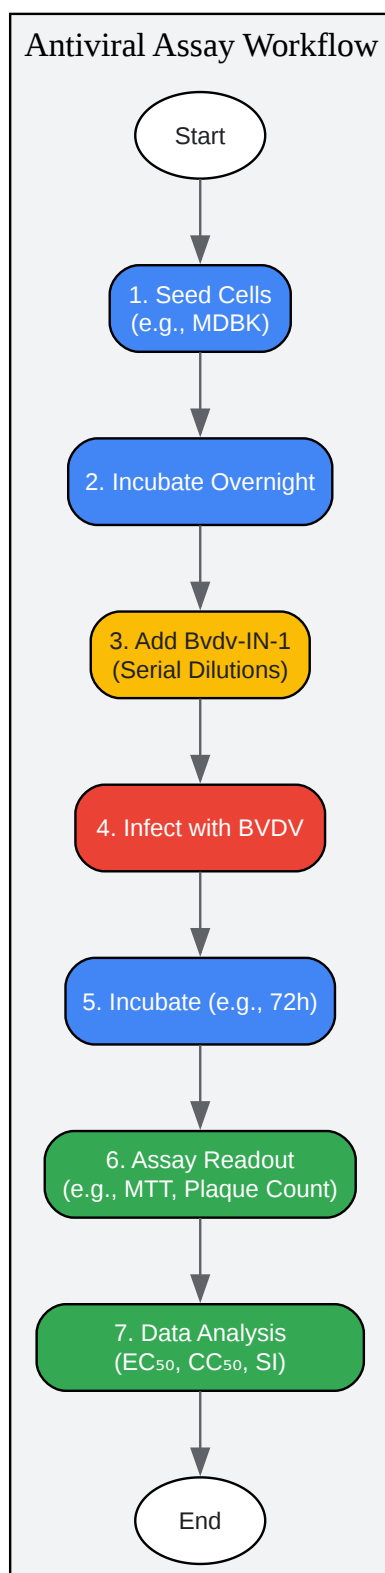 Antiviral Assay Workflow
Start
1. Seed Cells
(e.g., MDBK)
2. Incubate Overnight
3. Add Bvdv-IN-1
(Serial Dilutions)
4. Infect with BVDV
5. Incubate (e.g., 72h)
6. Assay Readout
(e.g., MTT, Plaque Count)
7. Data Analysis
(EC₅₀, CC₅₀, SI)
End